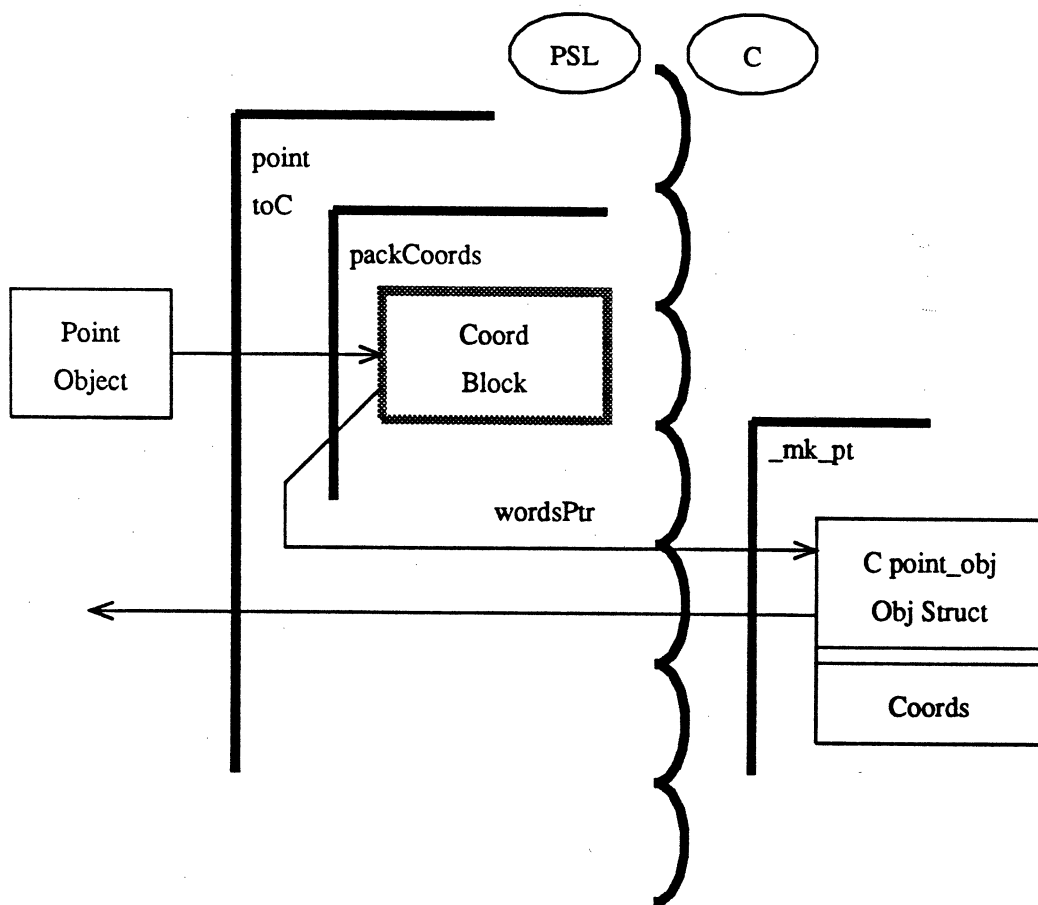 PSL
C
point
toC
packCoords
Point
Object
Coord
Block
_mk_pt
wordsPtr
C point_obj
Obj Struct
Coords